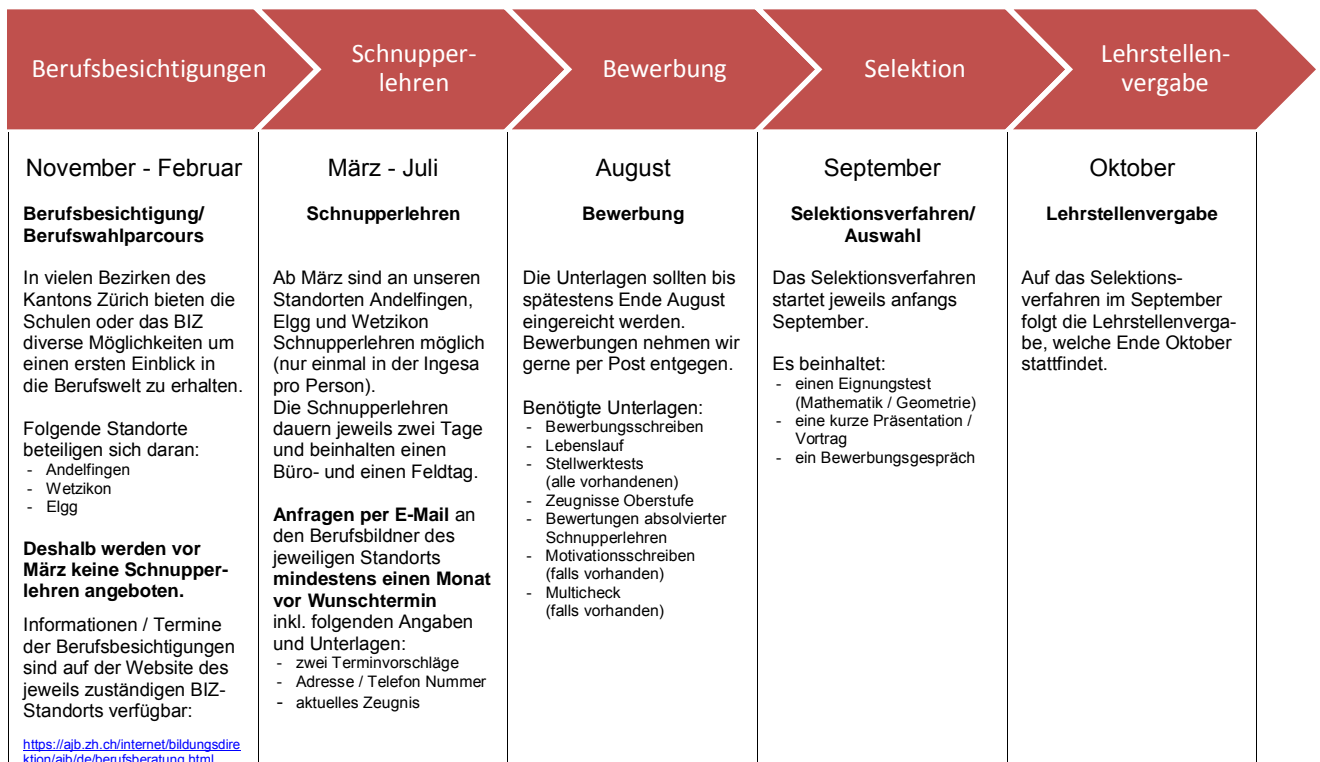 Berufsbesichtigungen
Schnupper-
lehren
Bewerbung
Selektion
Lehrstellen-
vergabe
November - Februar
Berufsbesichtigung/
Berufswahlparcours
In vielen Bezirken des
Kantons Zürich bieten die
Schulen oder das BIZ
diverse Möglichkeiten um
einen ersten Einblick in
die Berufswelt zu erhalten.
Folgende Standorte
beteiligen sich daran:
- Andelfingen
- Wetzikon
- Elgg
Deshalb werden vor
März keine Schnupper-
lehren angeboten.
Informationen / Termine
der Berufsbesichtigungen
sind auf der Website des
jeweils zuständigen BIZ-
Standorts verfügbar:
https://ajb.zh.ch/internet/bildungsdire
ktion/ajb/de/berufsberatung.html
März - Juli
Schnupperlehren
Ab März sind an unseren
Standorten Andelfingen,
Elgg und Wetzikon
Schnupperlehren möglich
(nur einmal in der Ingesa
pro Person).
Die Schnupperlehren
dauern jeweils zwei Tage
und beinhalten einen
Büro- und einen Feldtag.
Anfragen per E-Mail an
den Berufsbildner des
jeweiligen Standorts
mindestens einen Monat
vor Wunschtermin
inkl. folgenden Angaben
und Unterlagen:
- zwei Terminvorschläge
- Adresse / Telefon Nummer
- aktuelles Zeugnis
August
Bewerbung
Die Unterlagen sollten bis
spätestens Ende August
eingereicht werden.
Bewerbungen nehmen wir
gerne per Post entgegen.
Benötigte Unterlagen:
- Bewerbungsschreiben
- Lebenslauf
- Stellwerktests
(alle vorhandenen)
- Zeugnisse Oberstufe
- Bewertungen absolvierter
Schnupperlehren
- Motivationsschreiben
(falls vorhanden)
- Multicheck
(falls vorhanden)
September
Selektionsverfahren/
Auswahl
Das Selektionsverfahren
startet jeweils anfangs
September.
Es beinhaltet:
- einen Eignungstest
(Mathematik / Geometrie)
- eine kurze Präsentation /
Vortrag
- ein Bewerbungsgespräch
Oktober
Lehrstellenvergabe
Auf das Selektions-
verfahren im September
folgt die Lehrstellenverga-
be, welche Ende Oktober
stattfindet.